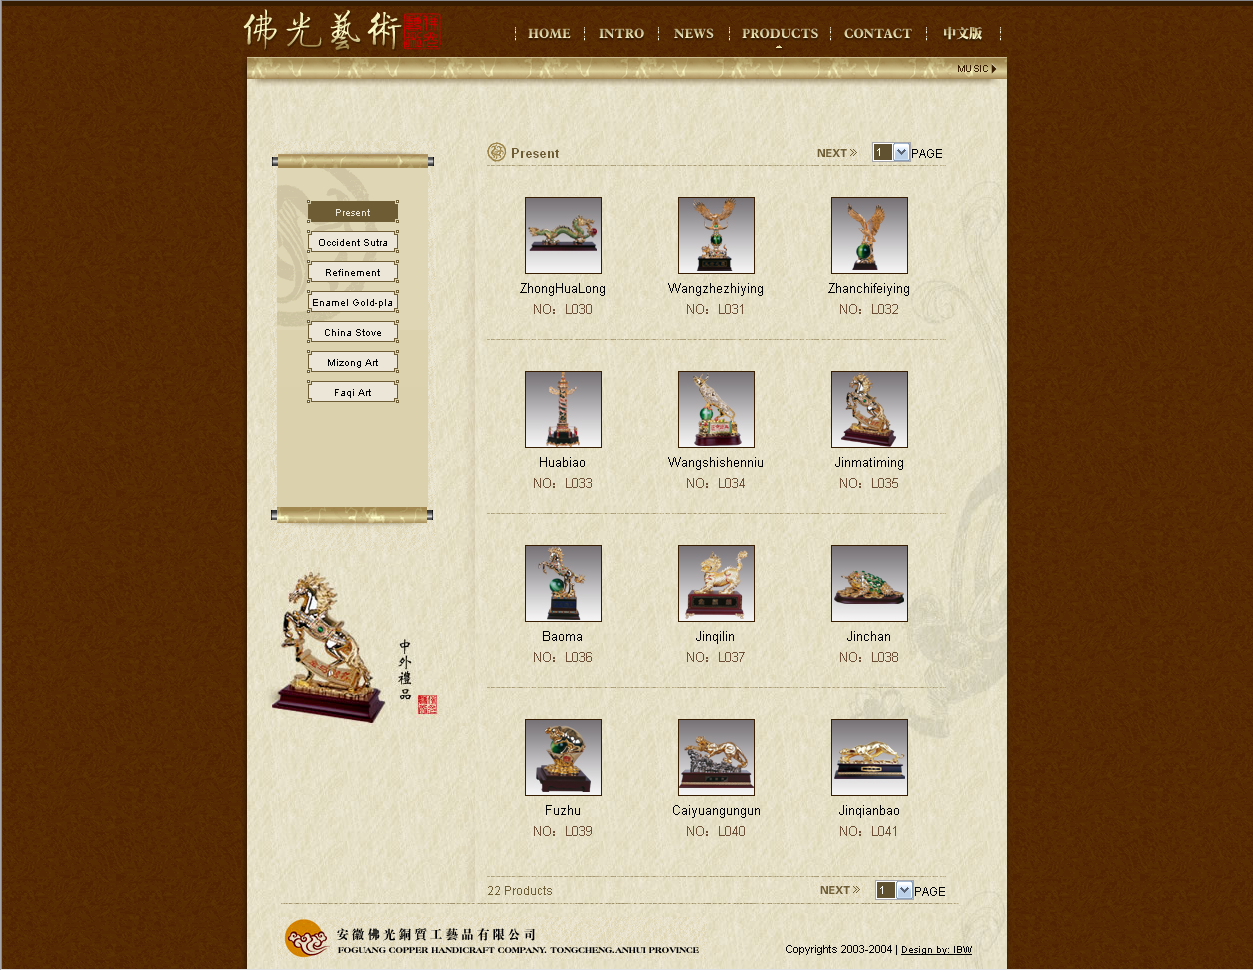 佛光藝術
HOME INTRO NEWS PRODUCTS CONTACT 中文版
MUSIC
Present
NEXT 1 PAGE
Present
Occident Sutra
Refinement
Enamel Gold-pla
China Stove
Mizong Art
Faqi Art
ZhongHuaLong Wangzhezhiying Zhanchifeiying
NO：L030 NO：L031 NO：L032
Huabiao Wangshishenniu Jinmatiming
NO：L033 NO：L034 NO：L035
Baoma Jinqilin Jinchan
NO：L036 NO：L037 NO：L038
中外禮品
Fuzhu Caiyuangungun Jinqianbao
NO：L039 NO：L040 NO：L041
22 Products NEXT 1 PAGE
安徽佛光銅質工藝品有限公司
FOGUANG COPPER HANDICRAFT COMPANY. TONGCHENG.ANHUI PROVINCE
Copyrights 2003-2004 | Design by: IBW